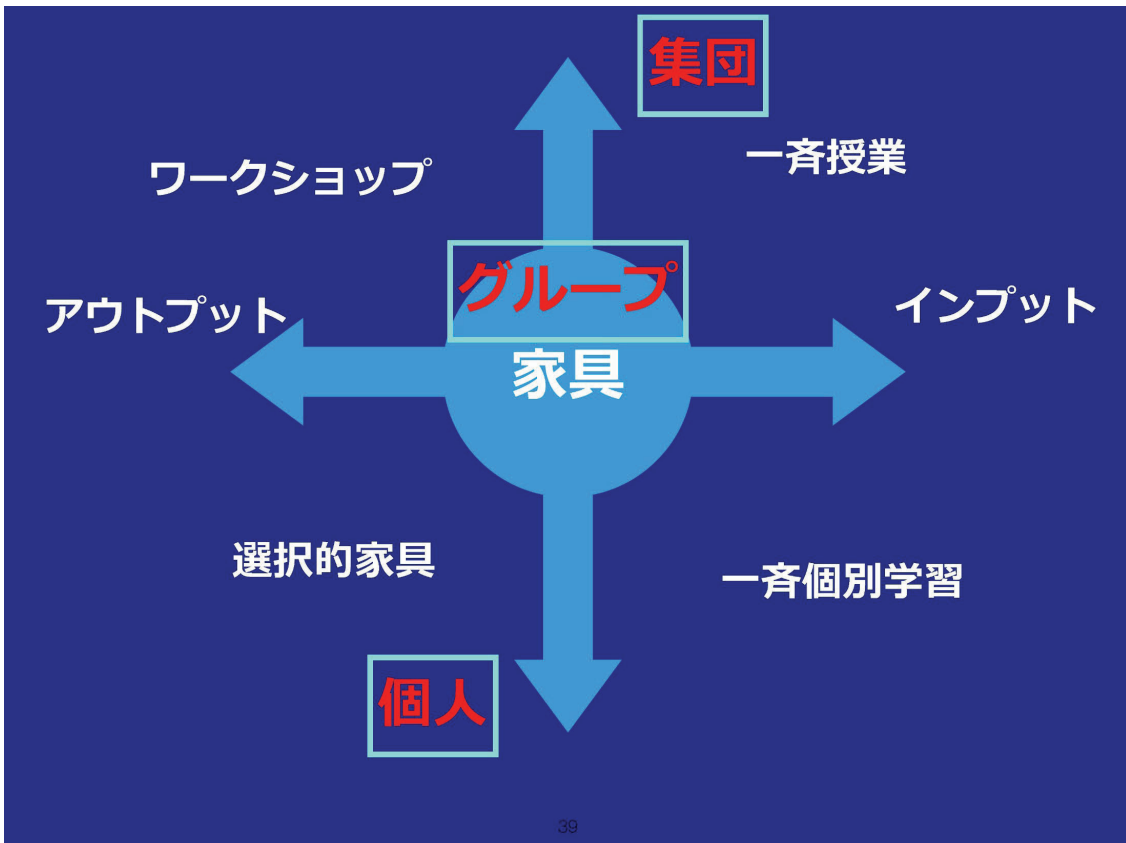 集団
一斉授業
ワークショップ
グループ
インプット
アウトプット
家具
選択的家具
一斉個別学習
個人
39